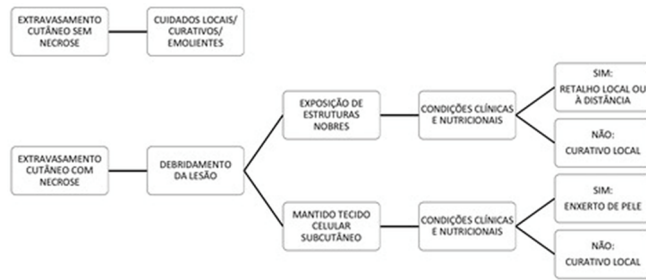 EXTRAVASAMENTO
CUTÂNEO SEM
NECROSE
CUIDADOS LOCAIS/
CURATIVOS/
EMOLIENTES
EXTRAVASAMENTO
CUTÂNEO COM
NECROSE
DEBRIDAMENTO
DA LESÃO
EXPOSIÇÃO DE
ESTRUTURAS
NOBRES
CONDIÇÕES CLÍNICAS
E NUTRICIONAIS
SIM:
RETALHO LOCAL OU
À DISTÂNCIA
NÃO:
CURATIVO LOCAL
MANTIDO TECIDO
CELULAR
SUBCUTÂNEO
CONDIÇÕES CLÍNICAS
E NUTRICIONAIS
SIM:
ENXERTO DE PELE
NÃO:
CURATIVO LOCAL